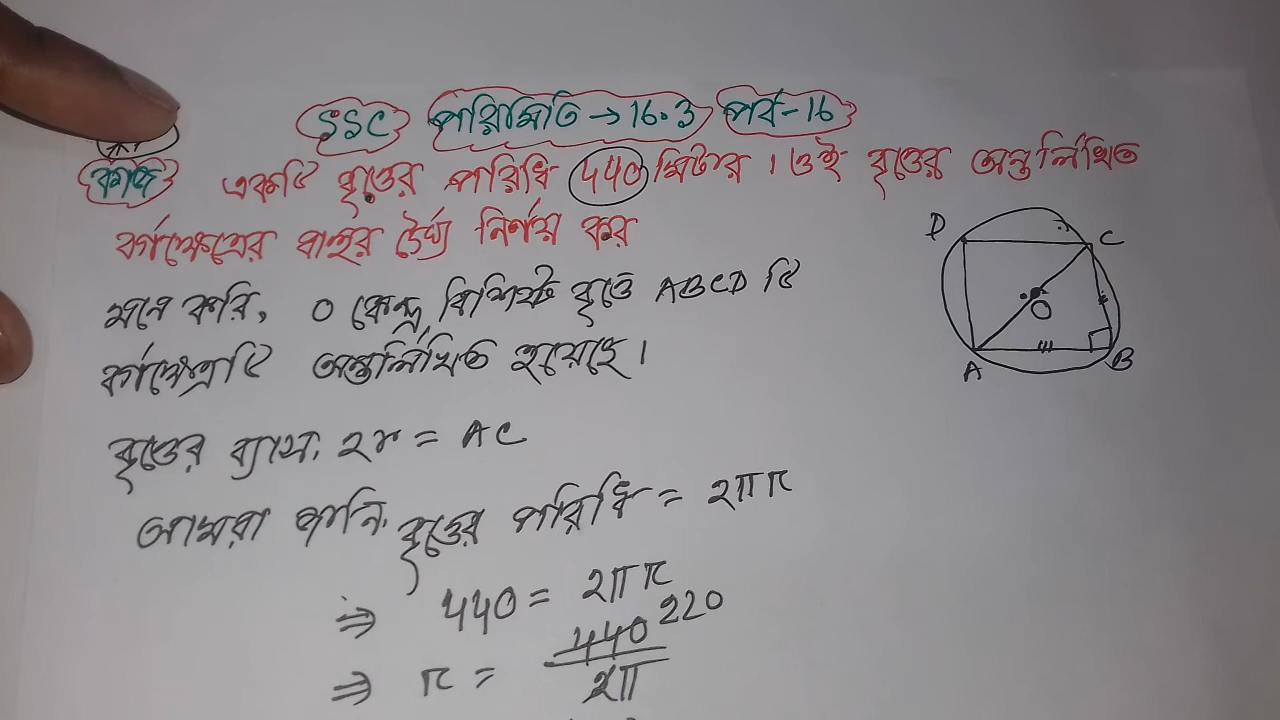 SSC পরিমিতি → 16.3 পর্ব-16
কাজ একটি বৃত্তের পরিধি 440 মিটার। ওই বৃত্তের অন্তর্লিখিত
বর্গক্ষেত্রের বাহুর দৈর্ঘ্য নির্ণয় কর
D C
মনে করি, O কেন্দ্র বিশিষ্ট বৃত্তে ABCD টি
O
বর্গক্ষেত্রটি অন্তর্লিখিত হয়েছে।
A B
বৃত্তের ব্যাস, 2r = AC
আমরা জানি, বৃত্তের পরিধি = 2πr
⇒ 440 = 2πr
⇒ r = 440 220
2π